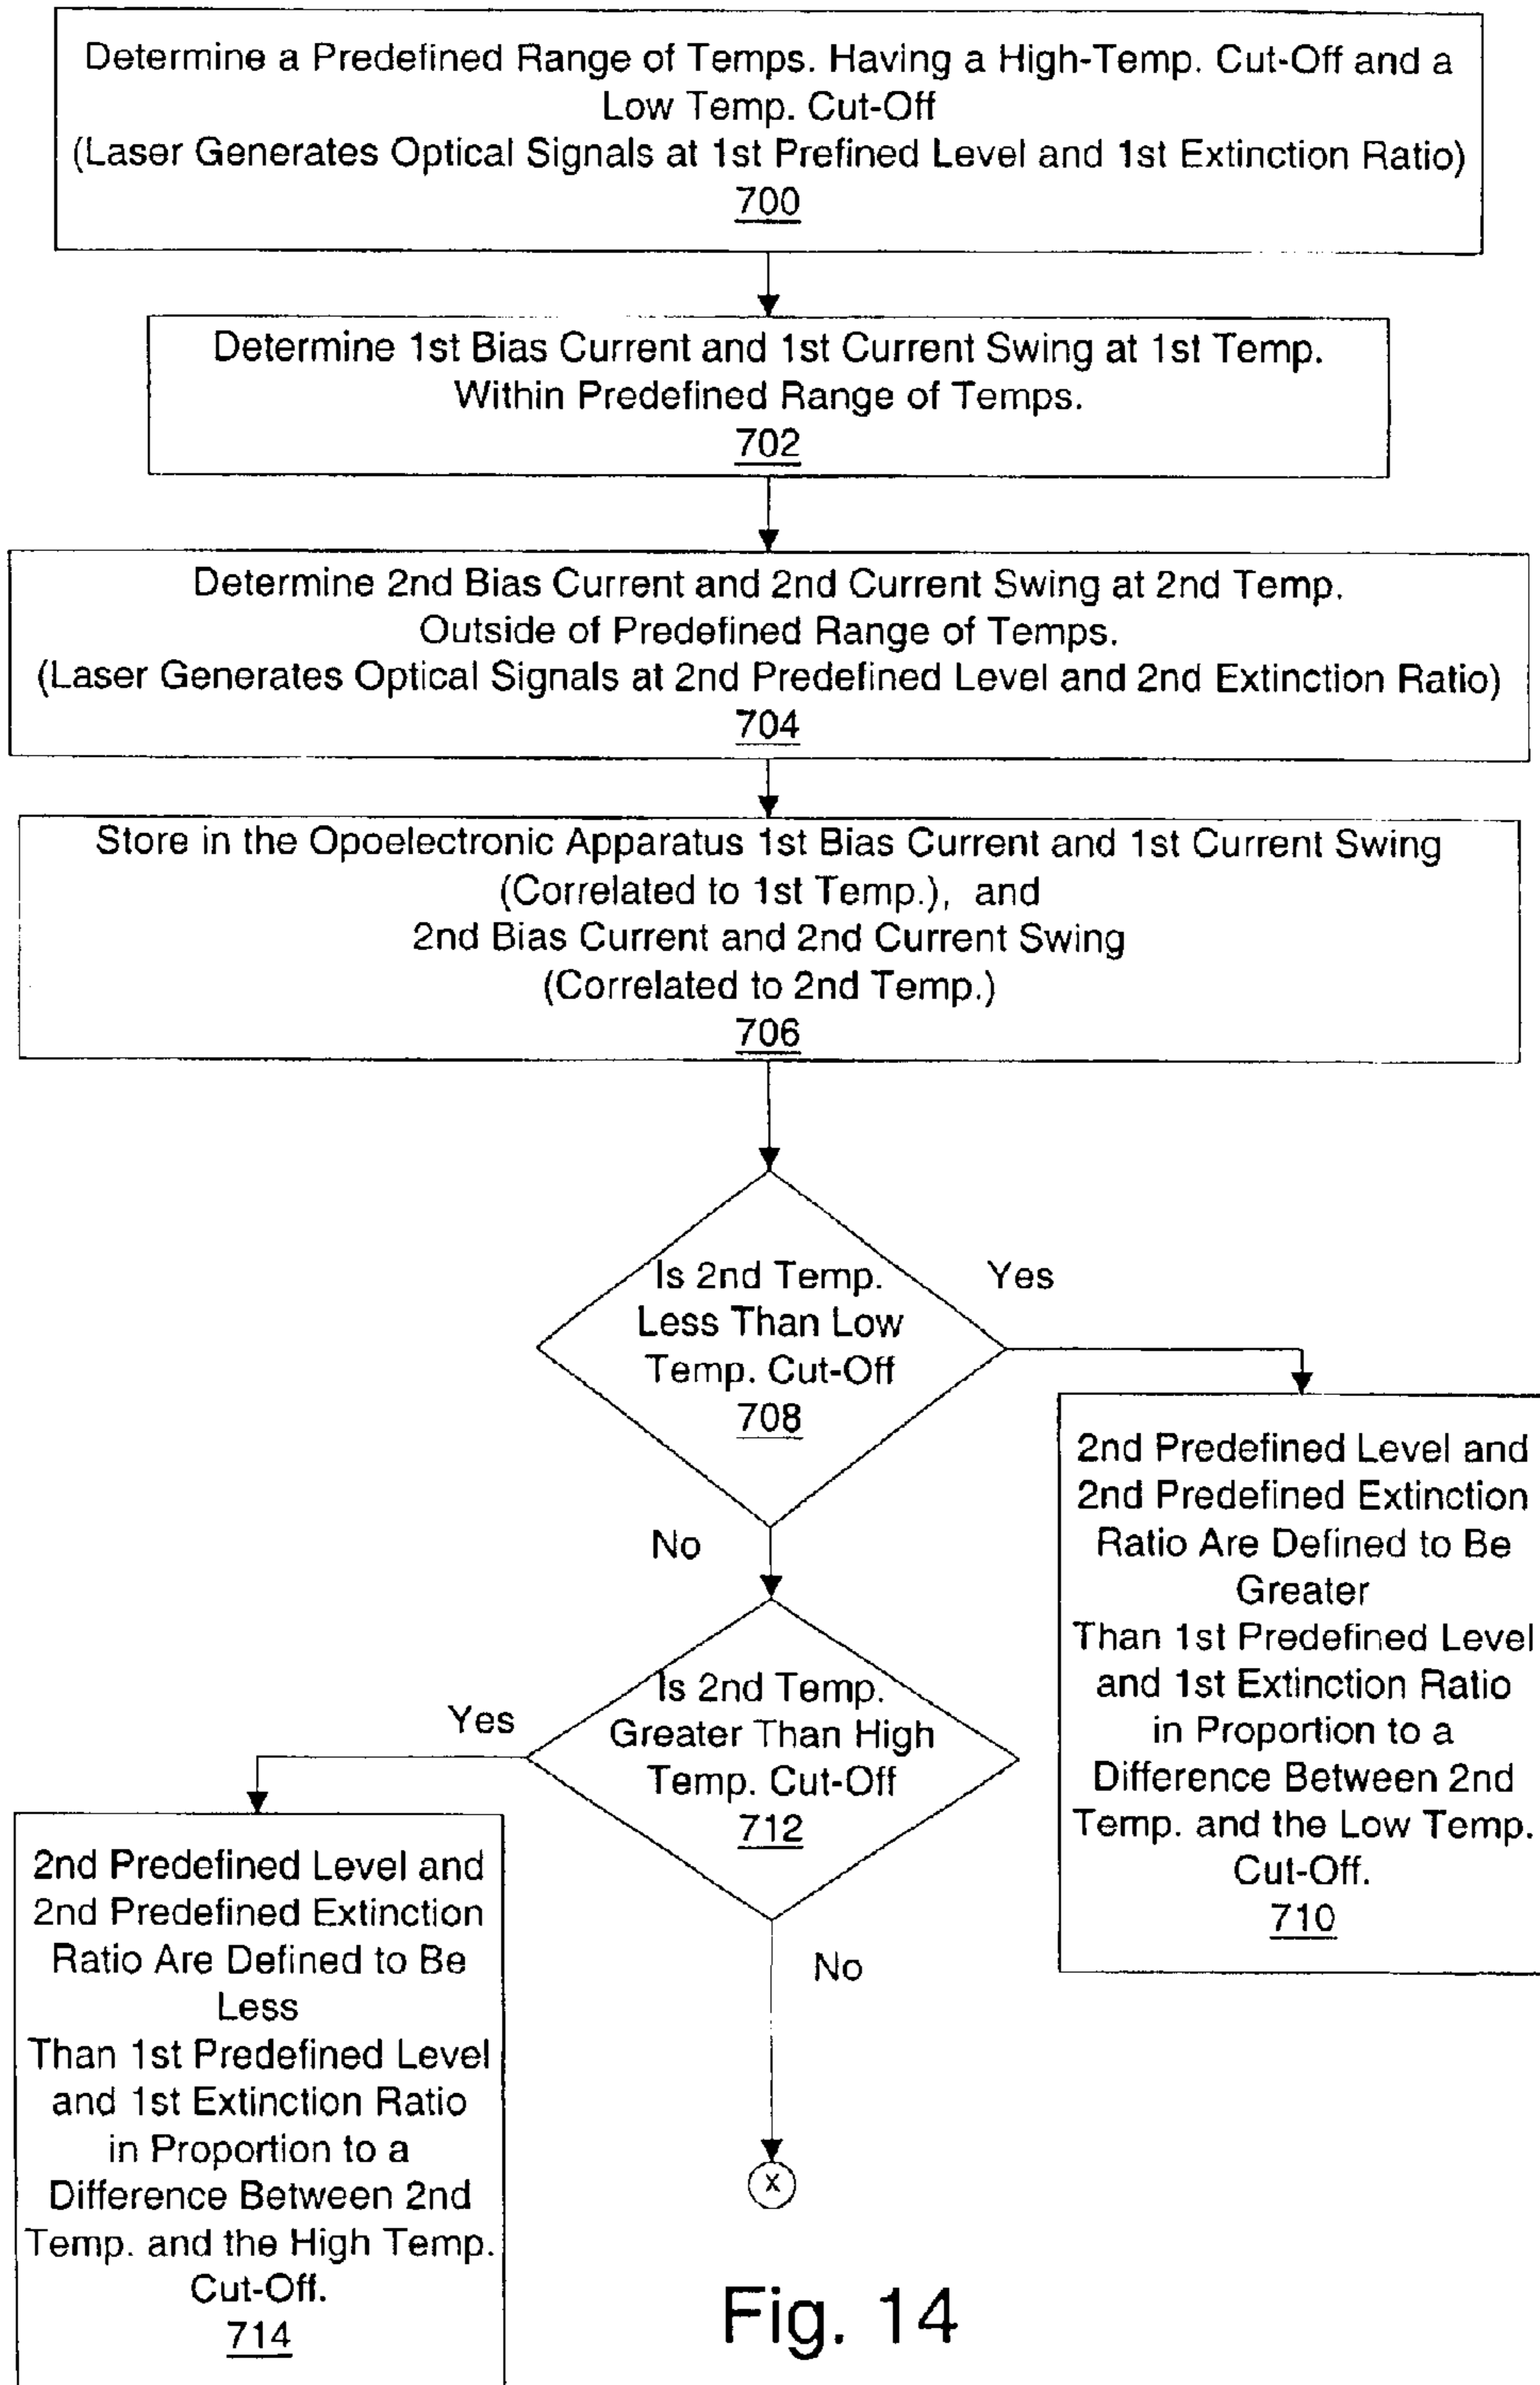 Determine a Predefined Range of Temps. Having a High-Temp. Cut-Off and a
Low Temp. Cut-Off
(Laser Generates Optical Signals at 1st Prefined Level and 1st Extinction Ratio)
700
Determine 1st Bias Current and 1st Current Swing at 1st Temp.
Within Predefined Range of Temps.
702
Determine 2nd Bias Current and 2nd Current Swing at 2nd Temp.
Outside of Predefined Range of Temps.
(Laser Generates Optical Signals at 2nd Predefined Level and 2nd Extinction Ratio)
704
Store in the Opoelectronic Apparatus 1st Bias Current and 1st Current Swing
(Correlated to 1st Temp.), and
2nd Bias Current and 2nd Current Swing
(Correlated to 2nd Temp.)
706
Is 2nd Temp.
Less Than Low
Temp. Cut-Off
708
Yes
No
2nd Predefined Level and
2nd Predefined Extinction
Ratio Are Defined to Be
Greater
Than 1st Predefined Level
and 1st Extinction Ratio
in Proportion to a
Difference Between 2nd
Temp. and the Low Temp.
Cut-Off.
710
Is 2nd Temp.
Greater Than High
Temp. Cut-Off
712
Yes
No
2nd Predefined Level and
2nd Predefined Extinction
Ratio Are Defined to Be
Less
Than 1st Predefined Level
and 1st Extinction Ratio
in Proportion to a
Difference Between 2nd
Temp. and the High Temp.
Cut-Off.
714
X
Fig. 14